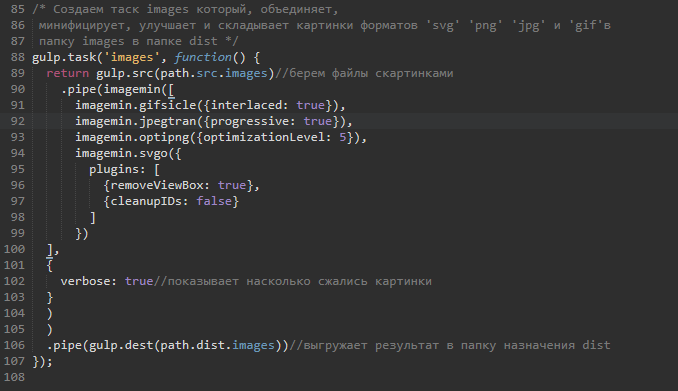 85 /* Создаем таск images который, объединяет,
86  минифицирует, улучшает и складывает картинки форматов 'svg' 'png' 'jpg' и 'gif'в
87  папку images в папке dist */
88 gulp.task('images', function() {
89   return gulp.src(path.src.images)//берем файлы скартинками
90     .pipe(imagemin([
91       imagemin.gifsicle({interlaced: true}),
92       imagemin.jpegtran({progressive: true}),
93       imagemin.optipng({optimizationLevel: 5}),
94       imagemin.svgo({
95         plugins: [
96           {removeViewBox: true},
97           {cleanupIDs: false}
98         ]
99       })
100   ],
101   {
102     verbose: true//показывает насколько сжались картинки
103   }
104   )
105   )
106   .pipe(gulp.dest(path.dist.images))//выгружает результат в папку назначения dist
107 });
108